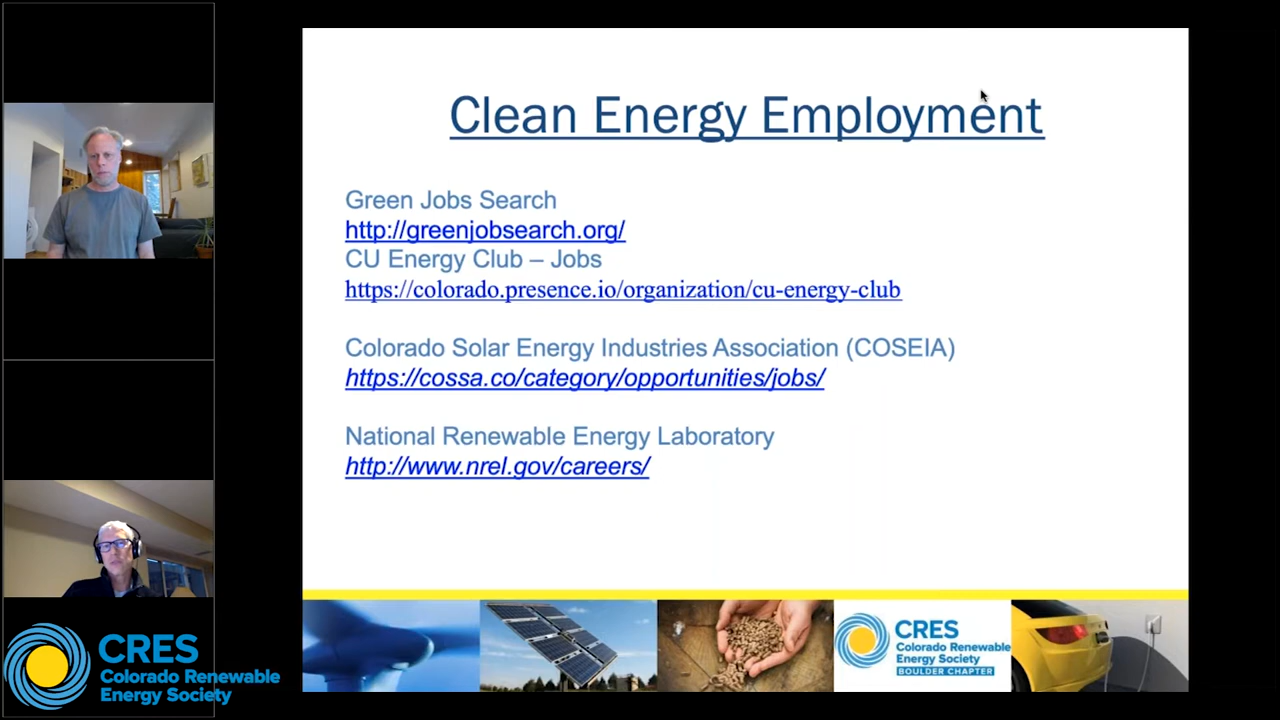 Clean Energy Employment
Green Jobs Search
http://greenjobsearch.org/
CU Energy Club – Jobs
https://colorado.presence.io/organization/cu-energy-club
Colorado Solar Energy Industries Association (COSEIA)
https://cossa.co/category/opportunities/jobs/
National Renewable Energy Laboratory
http://www.nrel.gov/careers/
CRES
Colorado Renewable
Energy Society
BOULDER CHAPTER
CRES
Colorado Renewable
Energy Society